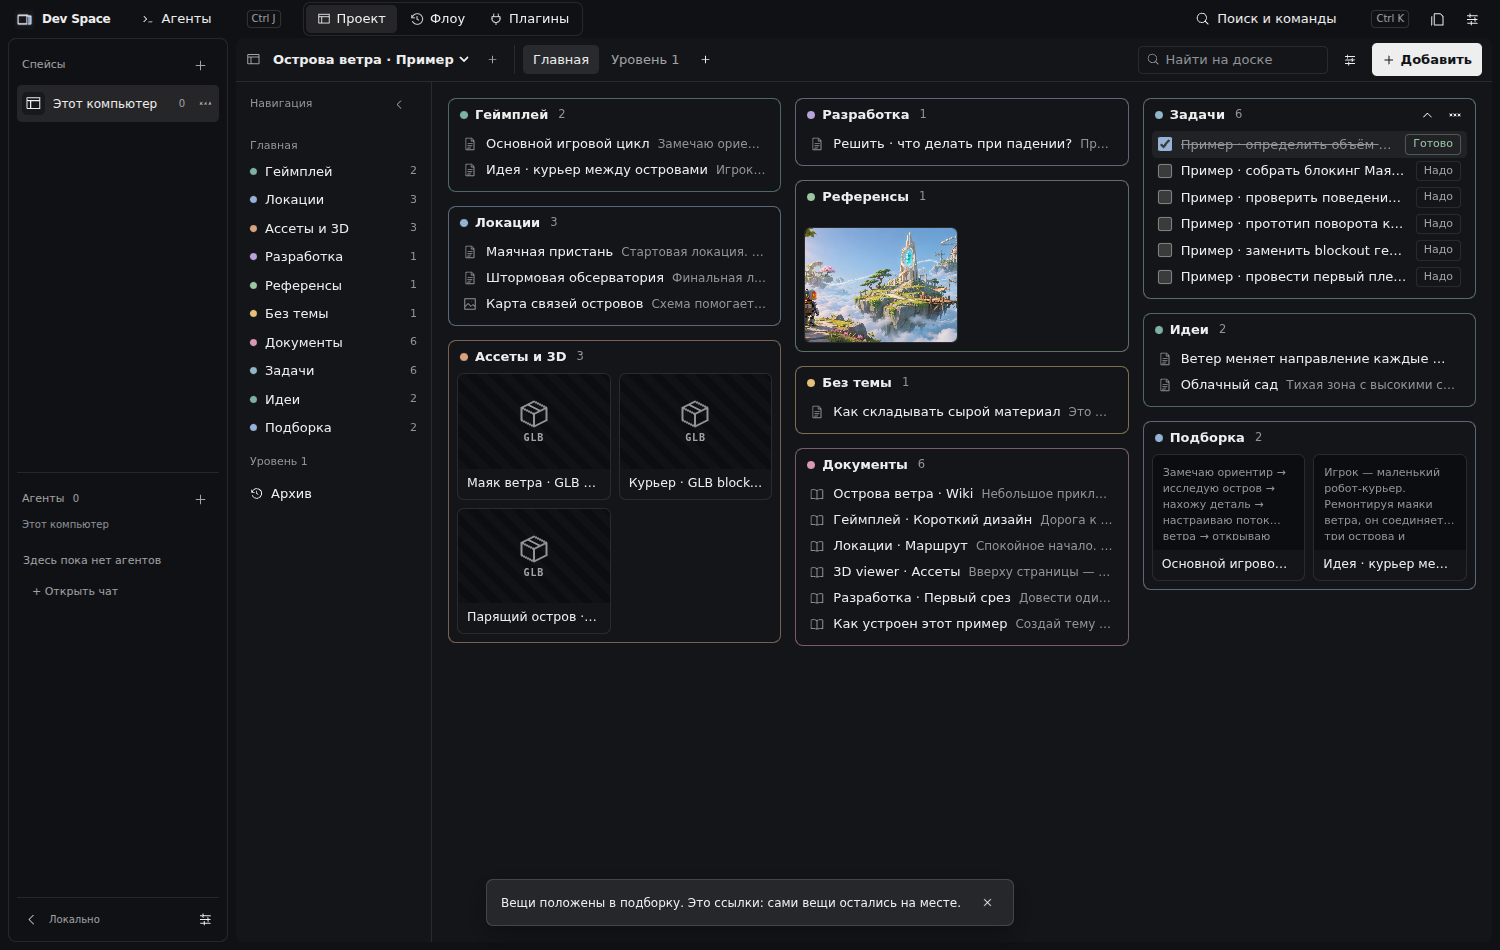 Dev Space
Агенты
Ctrl J
Проект
Флоу
Плагины
Поиск и команды
Ctrl K
Спейсы
Этот компьютер 0
Агенты 0
Этот компьютер
Здесь пока нет агентов
+ Открыть чат
Локально
Острова ветра · Пример
Главная
Уровень 1
Найти на доске
Добавить
Навигация
Главная
Геймплей 2
Локации 3
Ассеты и 3D 3
Разработка 1
Референсы 1
Без темы 1
Документы 6
Задачи 6
Идеи 2
Подборка 2
Уровень 1
Архив
Геймплей 2
Основной игровой цикл Замечаю орие…
Идея · курьер между островами Игрок…
Локации 3
Маячная пристань Стартовая локация. …
Штормовая обсерватория Финальная л…
Карта связей островов Схема помогает…
Ассеты и 3D 3
GLB
Маяк ветра · GLB …
GLB
Курьер · GLB block…
GLB
Парящий остров ·…
Разработка 1
Решить · что делать при падении? Пр…
Референсы 1
Без темы 1
Как складывать сырой материал Это …
Документы 6
Острова ветра · Wiki Небольшое прикл…
Геймплей · Короткий дизайн Дорога к …
Локации · Маршрут Спокойное начало. …
3D viewer · Ассеты Вверху страницы — …
Разработка · Первый срез Довести оди…
Как устроен этот пример Создай тему …
Задачи 6
Пример · определить объём … Готово
Пример · собрать блокинг Мая… Надо
Пример · проверить поведени… Надо
Пример · прототип поворота к… Надо
Пример · заменить blockout ге… Надо
Пример · провести первый пле… Надо
Идеи 2
Ветер меняет направление каждые …
Облачный сад Тихая зона с высокими с…
Подборка 2
Замечаю ориентир →
исследую остров →
нахожу деталь →
настраиваю поток…
ветра → открываю
Основной игрово…
Игрок — маленький
робот-курьер.
Ремонтируя маяки
ветра, он соединяет…
три острова и
Идея · курьер ме…
Вещи положены в подборку. Это ссылки: сами вещи остались на месте.